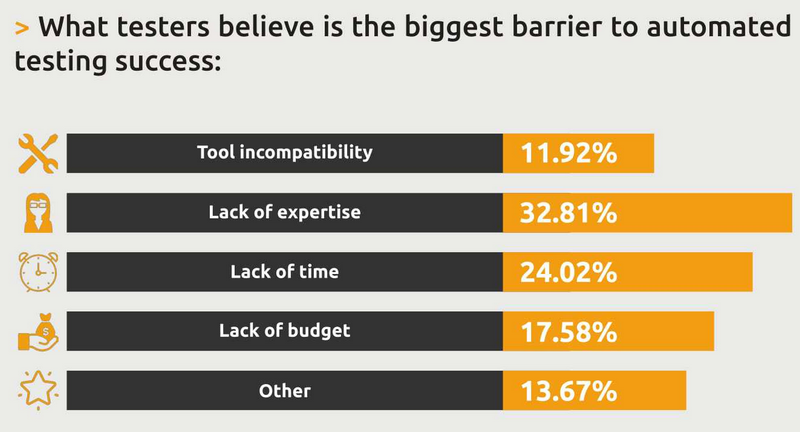 > What testers believe is the biggest barrier to automated
testing success:
Tool incompatibility 11.92%
Lack of expertise 32.81%
Lack of time 24.02%
Lack of budget 17.58%
Other 13.67%